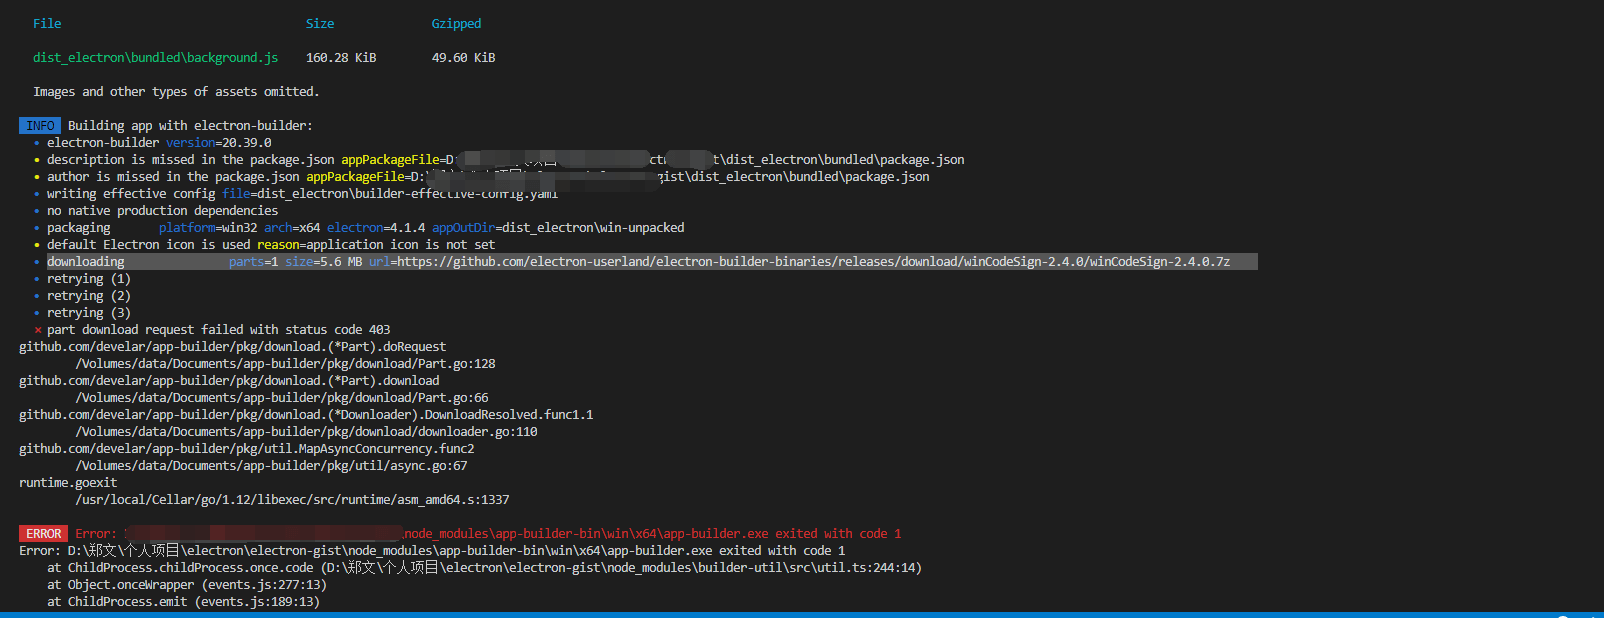 File Size Gzipped
dist_electron\bundled\background.js 160.28 KiB 49.60 KiB
Images and other types of assets omitted.
INFO Building app with electron-builder:
• electron-builder version=20.39.0
• description is missed in the package.json appPackageFile=D: t\dist_electron\bundled\package.json
• author is missed in the package.json appPackageFile=D: gist\dist_electron\bundled\package.json
• writing effective config file=dist_electron\builder-effective-config.yaml
• no native production dependencies
• packaging platform=win32 arch=x64 electron=4.1.4 appOutDir=dist_electron\win-unpacked
• default Electron icon is used reason=application icon is not set
• downloading parts=1 size=5.6 MB url=https://github.com/electron-userland/electron-builder-binaries/releases/download/winCodeSign-2.4.0/winCodeSign-2.4.0.7z
• retrying (1)
• retrying (2)
• retrying (3)
× part download request failed with status code 403
github.com/develar/app-builder/pkg/download.(*Part).doRequest
/Volumes/data/Documents/app-builder/pkg/download/Part.go:128
github.com/develar/app-builder/pkg/download.(*Part).download
/Volumes/data/Documents/app-builder/pkg/download/Part.go:66
github.com/develar/app-builder/pkg/download.(*Downloader).DownloadResolved.func1.1
/Volumes/data/Documents/app-builder/pkg/download/downloader.go:110
github.com/develar/app-builder/pkg/util.MapAsyncConcurrency.func2
/Volumes/data/Documents/app-builder/pkg/util/async.go:67
runtime.goexit
/usr/local/Cellar/go/1.12/libexec/src/runtime/asm_amd64.s:1337
ERROR Error: \node_modules\app-builder-bin\win\x64\app-builder.exe exited with code 1
Error: D:\郑文\个人项目\electron\electron-gist\node_modules\app-builder-bin\win\x64\app-builder.exe exited with code 1
at ChildProcess.childProcess.once.code (D:\郑文\个人项目\electron\electron-gist\node_modules\builder-util\src\util.ts:244:14)
at Object.onceWrapper (events.js:277:13)
at ChildProcess.emit (events.js:189:13)